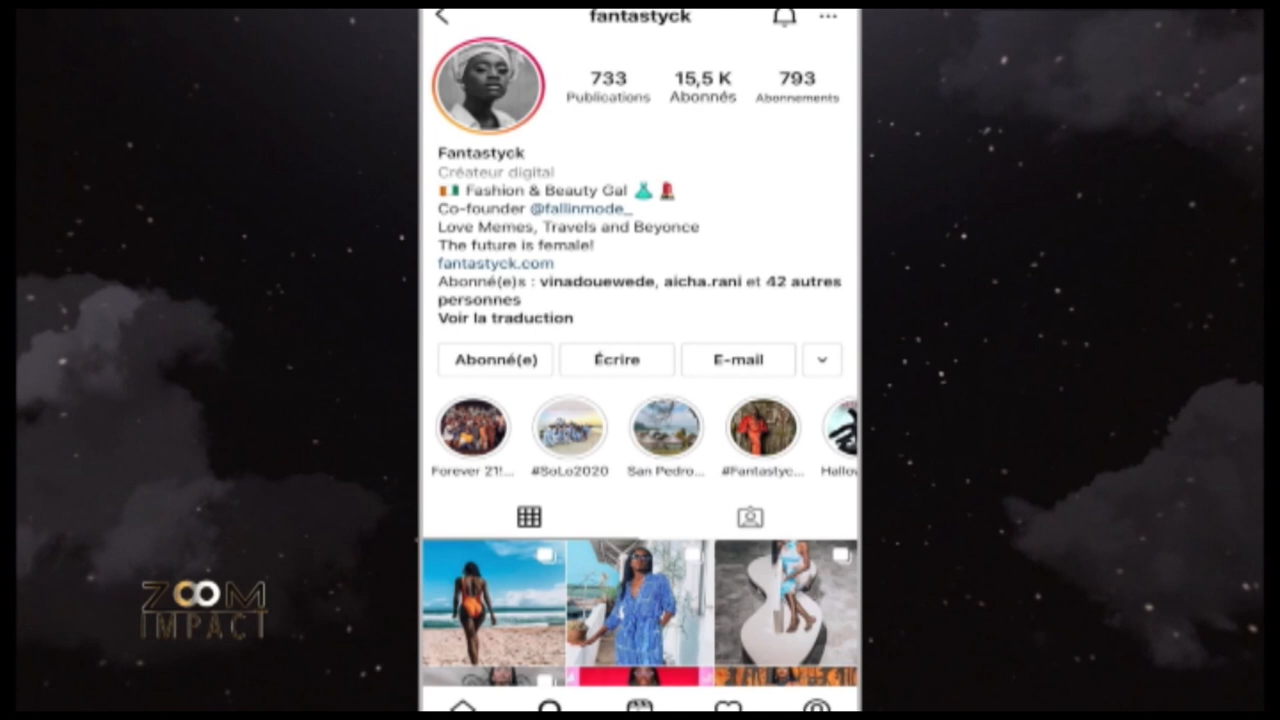 fantastyck
733
15,5 K
793
Publications
Abonnés
Abonnements
Fantastyck
Créateur digital
Fashion & Beauty Gal
Co-founder @fallinmode_
Love Memes, Travels and Beyonce
The future is female!
fantastyck.com
Abonné(e)s : vinadouewede, aicha.rani et 42 autres
personnes
Voir la traduction
Abonné(e)
Écrire
E-mail
Forever 21!...
#SoLo2020
San Pedro...
#Fantastyc...
Hallo
ZOOM
IMPACT